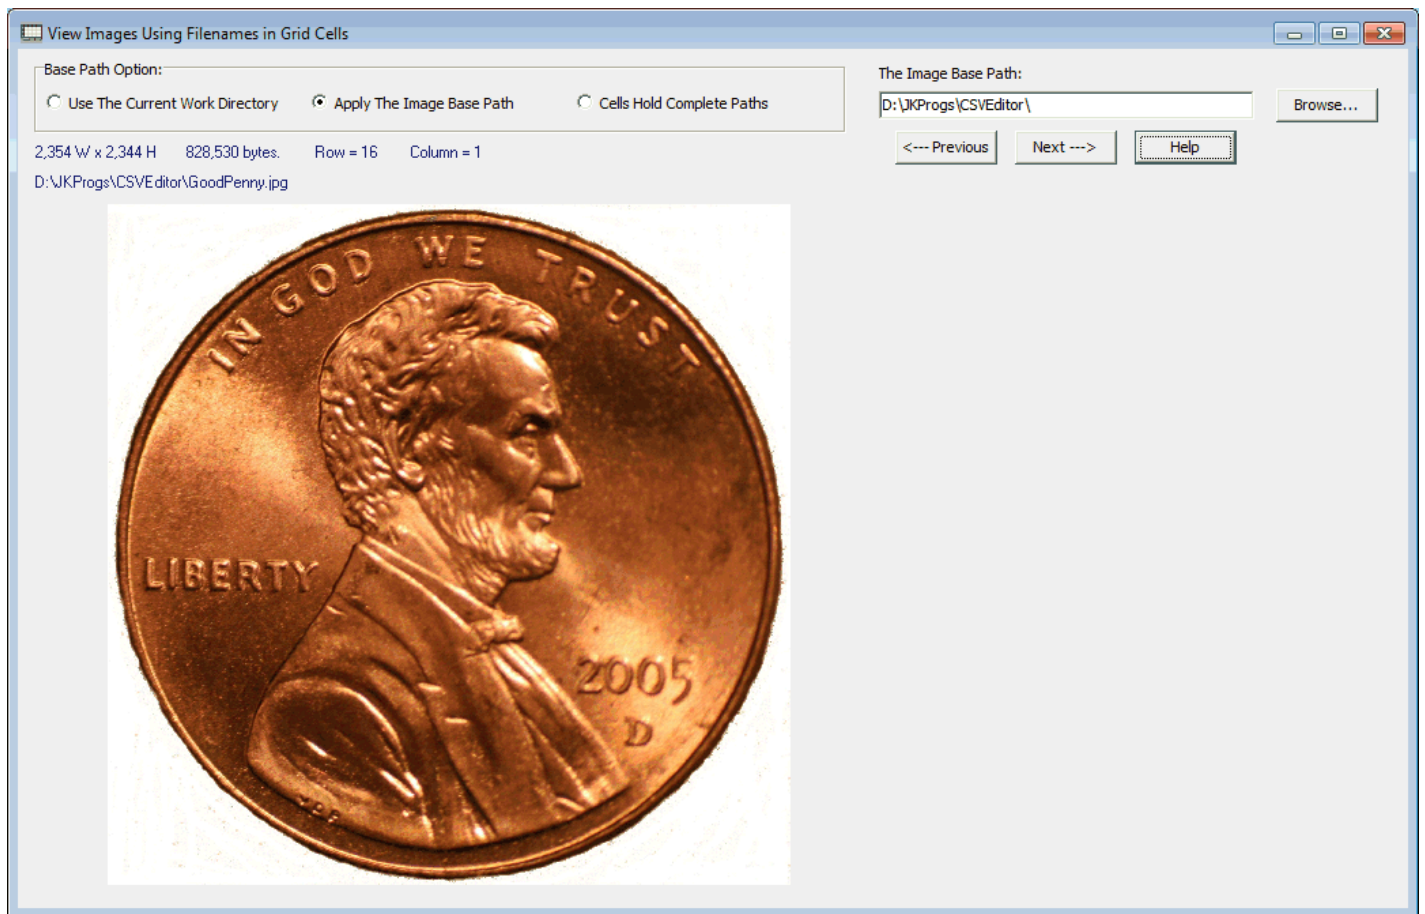 View Images Using Filenames in Grid Cells
Base Path Option:
Use The Current Work Directory
Apply The Image Base Path
Cells Hold Complete Paths
The Image Base Path:
D:\JKProgs\CSVEditor\
Browse...
<--- Previous
Next --->
Help
2,354 W x 2,344 H
828,530 bytes.
Row = 16
Column = 1
D:\JKProgs\CSVEditor\GoodPenny.jpg
IN GOD WE TRUST
LIBERTY
2005
D